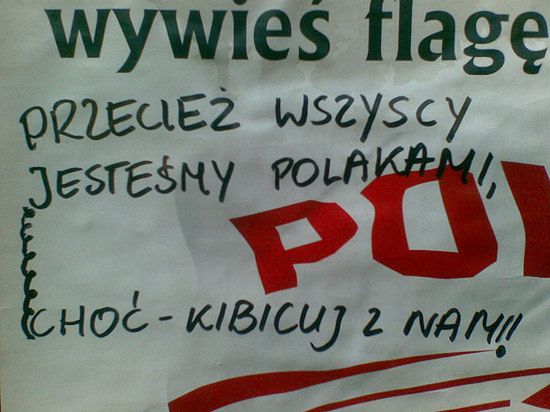 wywieś flagę
PRZECIEŻ WSZYSCY
JESTEŚMY POLAKAMI,
PO
CHOĆ - KIBICUJ Z NAMI!